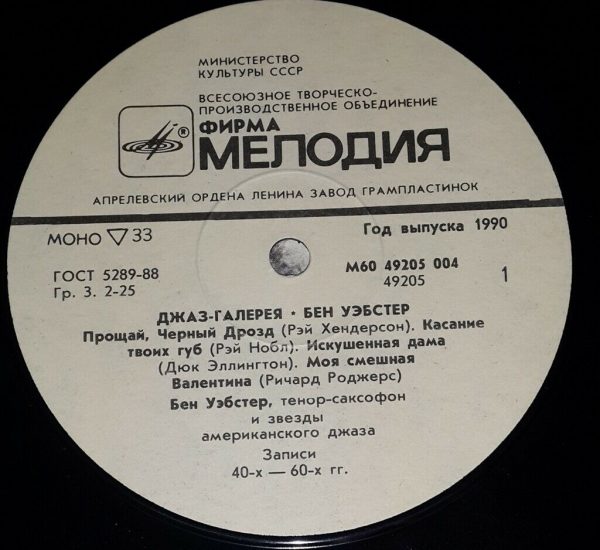 МИНИСТЕРСТВО
КУЛЬТУРЫ СССР
ВСЕСОЮЗНОЕ ТВОРЧЕСКО-
ПРОИЗВОДСТВЕННОЕ ОБЪЕДИНЕНИЕ
®
ФИРМА
МЕЛОДИЯ
АПРЕЛЕВСКИЙ ОРДЕНА ЛЕНИНА ЗАВОД ГРАМПЛАСТИНОК
МОНО ▽ 33
Год выпуска 1990
ГОСТ 5289-88
Гр. 3. 2-25
М60 49205 004
49205
1
ДЖАЗ-ГАЛЕРЕЯ • БЕН УЭБСТЕР
Прощай, Черный Дрозд (Рэй Хендерсон). Касание
твоих губ (Рэй Нобл). Искушенная дама
(Дюк Эллингтон). Моя смешная
Валентина (Ричард Роджерс)
Бен Уэбстер, тенор-саксофон
и звезды
американского джаза
Записи
40-х — 60-х гг.